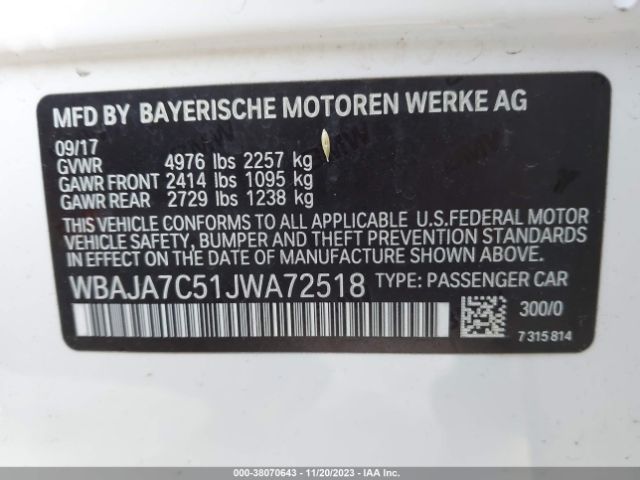 MFD BY BAYERISCHE MOTOREN WERKE AG
09/17
GVWR 4976 lbs 2257 kg
GAWR FRONT 2414 lbs 1095 kg
GAWR REAR 2729 lbs 1238 kg
THIS VEHICLE CONFORMS TO ALL APPLICABLE U.S.FEDERAL MOTOR
VEHICLE SAFETY, BUMPER AND THEFT PREVENTION STANDARDS
IN EFFECT ON THE DATE OF MANUFACTURE SHOWN ABOVE.
WBAJA7C51JWA72518 TYPE: PASSENGER CAR
300/0
7 315 814
000-38070643 - 11/20/2023 - IAA Inc.